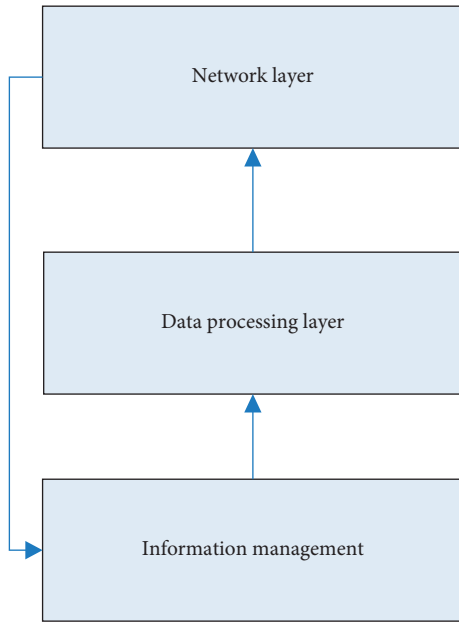 Network layer
Data processing layer
Information management